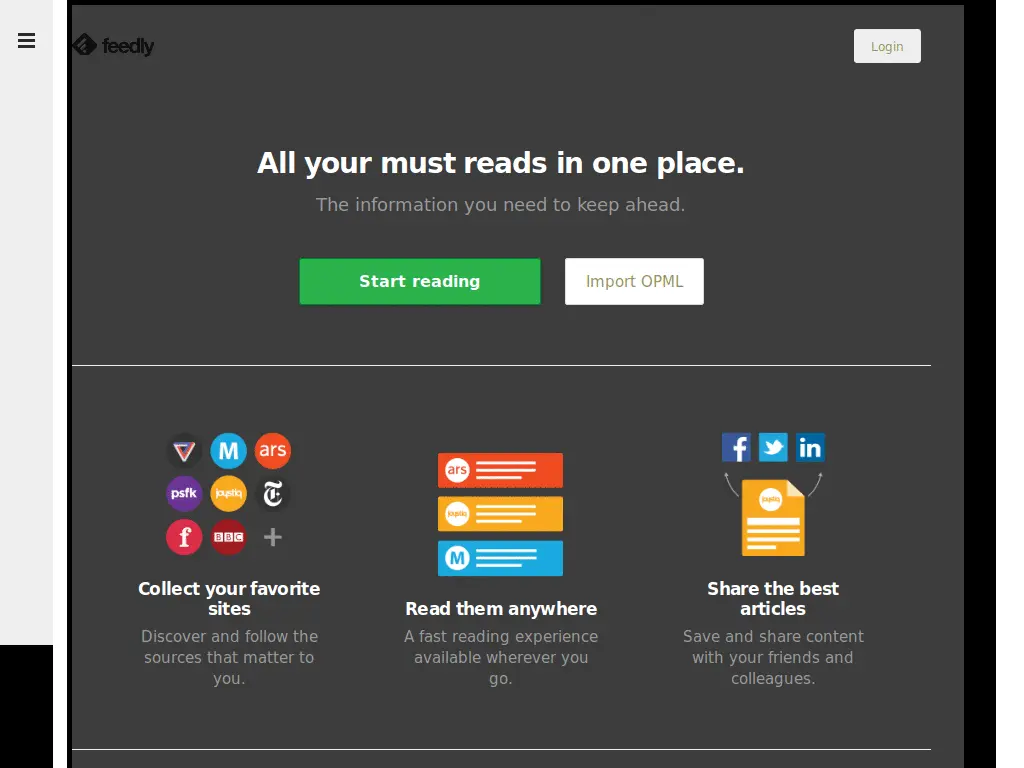 feedly
Login
All your must reads in one place.
The information you need to keep ahead.
Start reading
Import OPML
M
ars
psfk
joystiq
f
BBC
+
ars
joystiq
M
f
in
joystiq
Collect your favorite
sites
Discover and follow the
sources that matter to
you.
Read them anywhere
A fast reading experience
available wherever you
go.
Share the best
articles
Save and share content
with your friends and
colleagues.